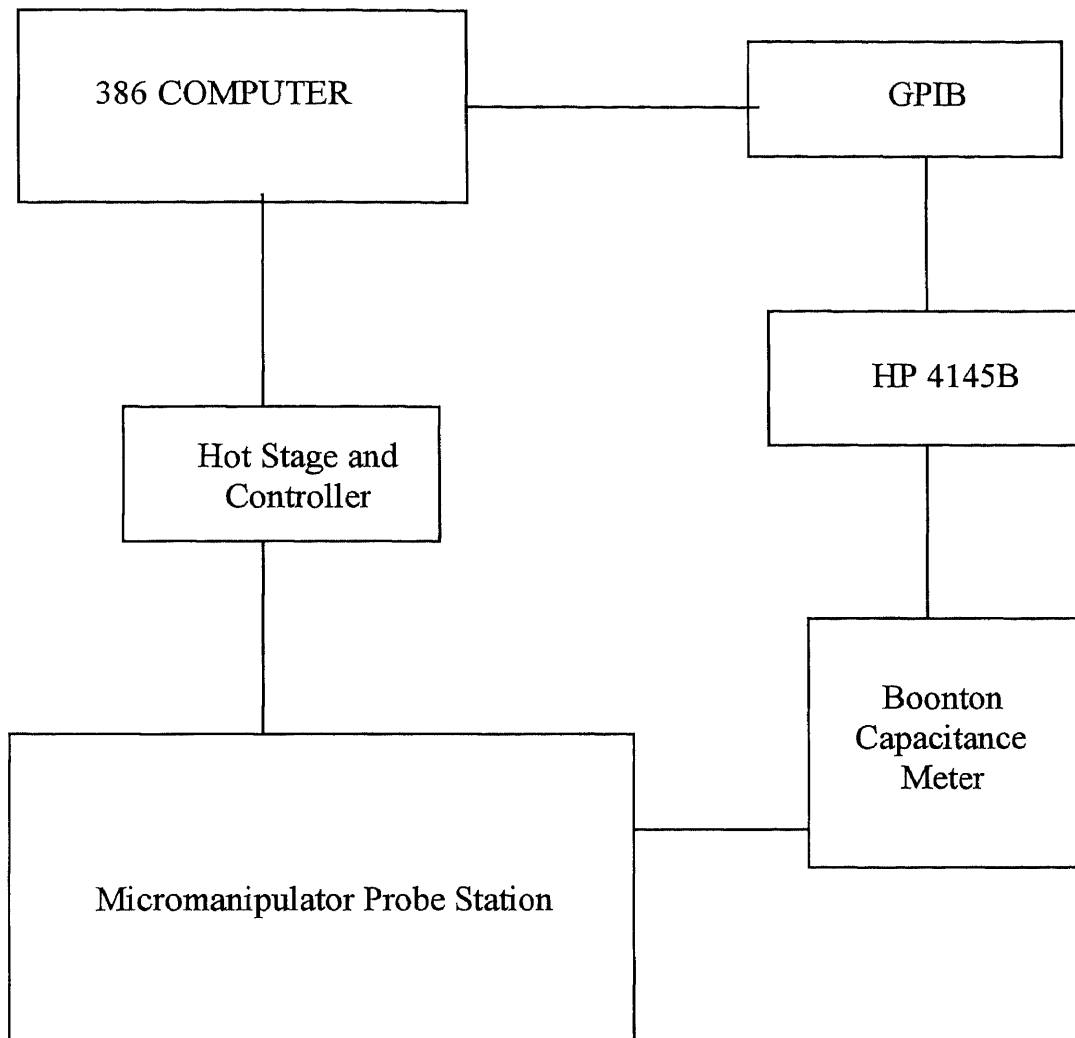 386 COMPUTER
GPIB
HP 4145B
Hot Stage and
Controller
Boonton
Capacitance
Meter
Micromanipulator Probe Station